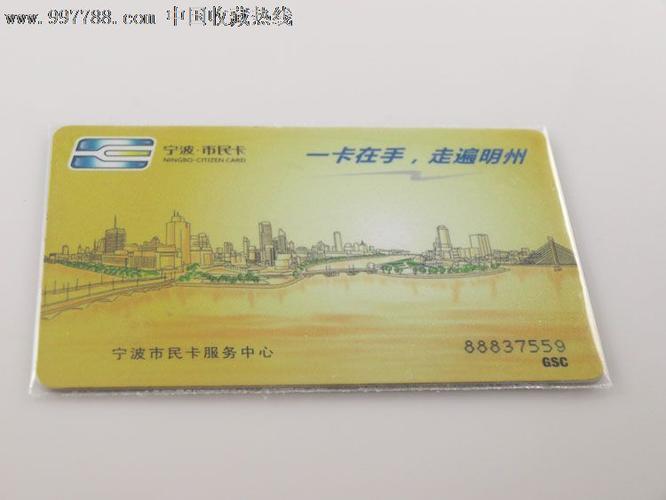 www.997788.com 中国收藏热线
宁波·市民卡
NINGBO·CITIZEN CARD
一卡在手，走遍明州
宁波市民卡服务中心
88837559
GSC